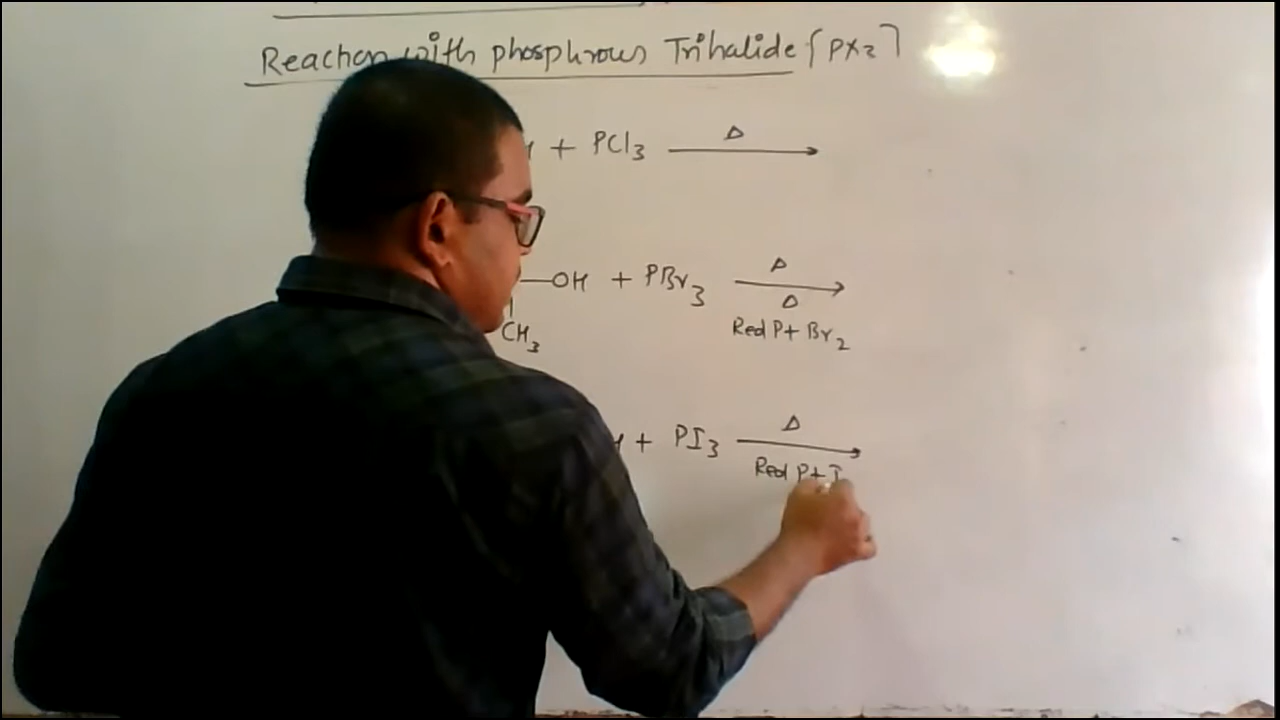 Reaction with phosphrous Trihalide {PX3}
+ PCl3 Δ
-OH + PBr3 Δ
CH3 Δ
Red P+ Br2
+ PI3 Δ
Red P+ I